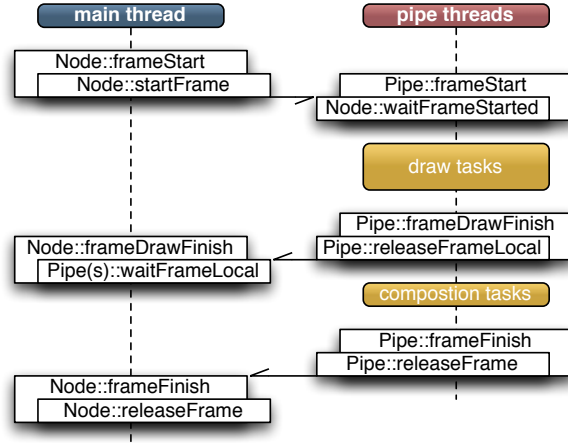 main thread
pipe threads
Node::frameStart
Node::startFrame
Pipe::frameStart
Node::waitFrameStarted
draw tasks
Pipe::frameDrawFinish
Pipe::releaseFrameLocal
Node::frameDrawFinish
Pipe(s)::waitFrameLocal
compostion tasks
Pipe::frameFinish
Pipe::releaseFrame
Node::frameFinish
Node::releaseFrame